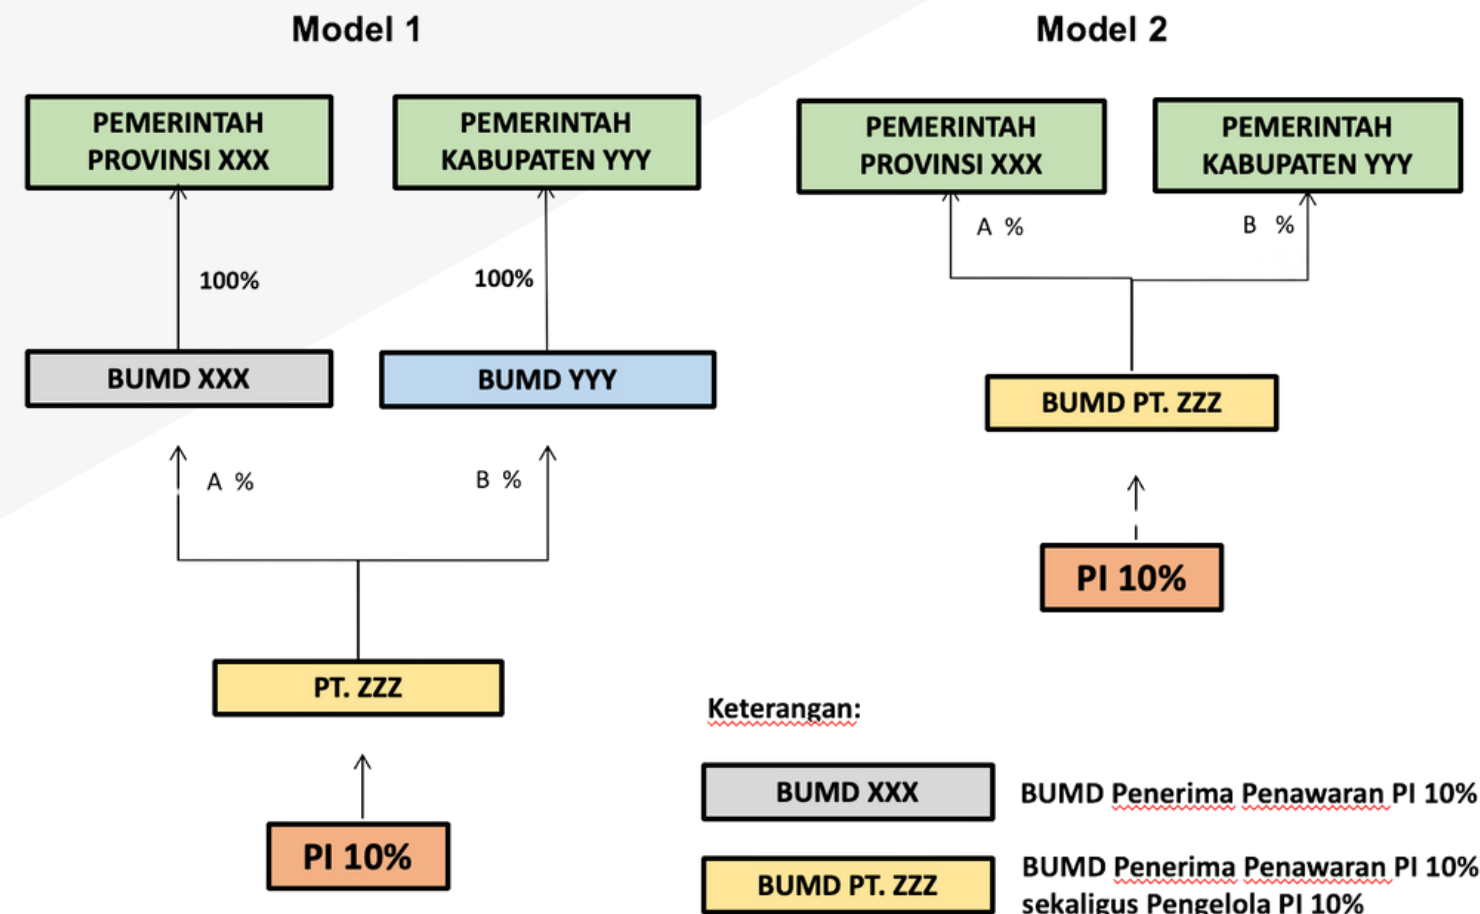 Model 1
PEMERINTAH
PROVINSI XXX
PEMERINTAH
KABUPATEN YYY
100%
100%
BUMD XXX
BUMD YYY
A %
B %
PT. ZZZ
PI 10%
Model 2
PEMERINTAH
PROVINSI XXX
PEMERINTAH
KABUPATEN YYY
A %
B %
BUMD PT. ZZZ
PI 10%
Keterangan:
BUMD XXX
BUMD Penerima Penawaran PI 10%
BUMD PT. ZZZ
BUMD Penerima Penawaran PI 10%
sekaligus Pengelola PI 10%